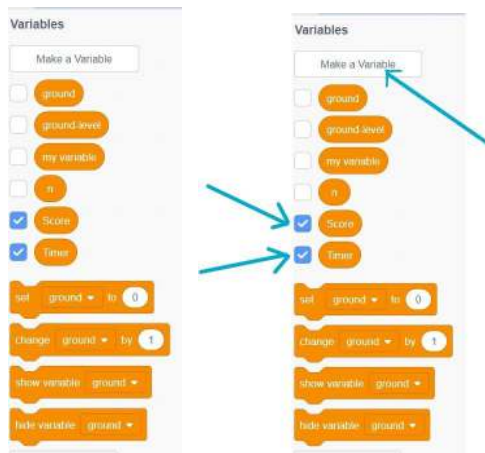 Variables
Make a Variable
ground
ground-level
my variable
n
Score
Timer
set ground to 0
change ground by 1
show variable ground
hide variable ground
Variables
Make a Variable
ground
ground-level
my variable
n
Score
Timer
set ground to 0
change ground by 1
show variable ground
hide variable ground